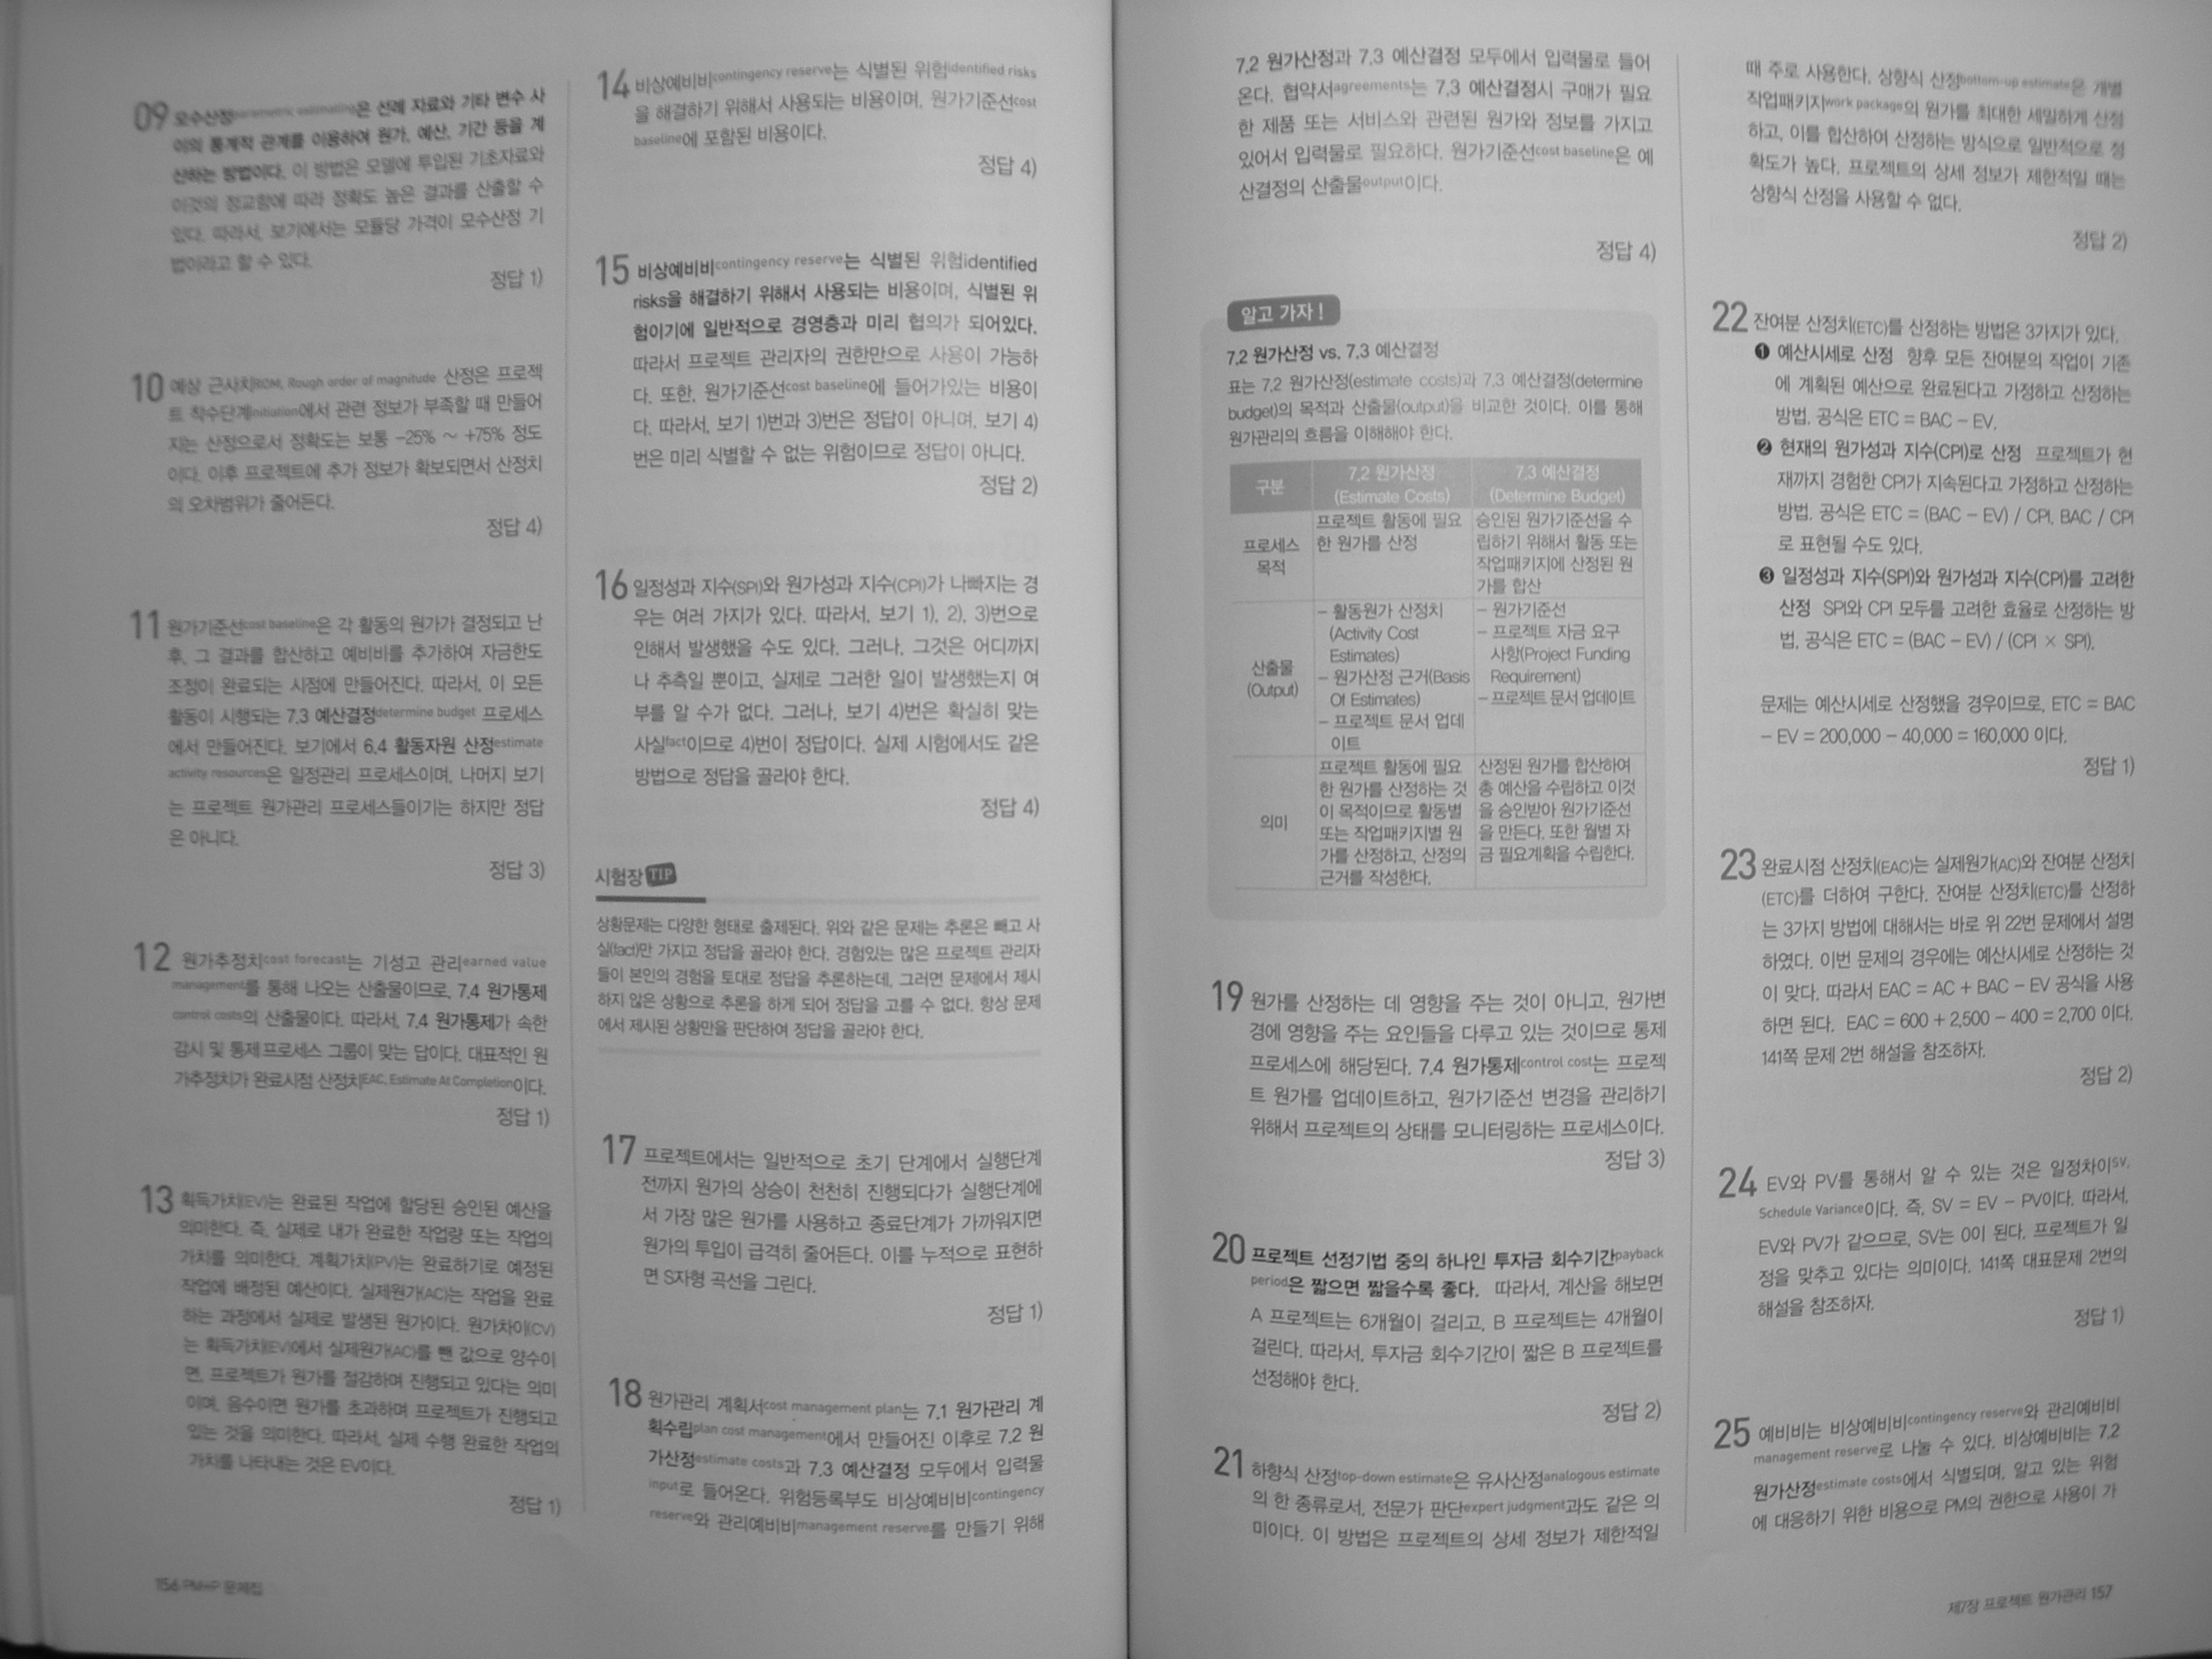 09 모수산정parametric estimating은 선례 자료와 기타 변수 사
이의 통계적 관계를 이용하여 원가, 예산, 기간 등을 계
산하는 방법이다. 이 방법은 모델에 투입된 기초자료와
이것의 정교함에 따라 정확도 높은 결과를 산출할 수
있다. 따라서, 보기에서는 모듈당 가격이 모수산정 기
법이라고 할 수 있다.
정답 1)
10 예상 근사치ROM, Rough order of magnitude 산정은 프로젝
트 착수단계initiation에서 관련 정보가 부족할 때 만들어
지는 산정으로서 정확도는 보통 -25% ~ +75% 정도
이다. 이후 프로젝트에 추가 정보가 확보되면서 산정치
의 오차범위가 줄어든다.
정답 4)
11 원가기준선cost baseline은 각 활동의 원가가 결정되고 난
후, 그 결과를 합산하고 예비비를 추가하여 자금한도
조정이 완료되는 시점에 만들어진다. 따라서, 이 모든
활동이 시행되는 7.3 예산결정determine budget 프로세스
에서 만들어진다. 보기에서 6.4 활동자원 산정estimate
activity resources은 일정관리 프로세스이며, 나머지 보기
는 프로젝트 원가관리 프로세스들이기는 하지만 정답
은 아니다.
정답 3)
12 원가추정치cost forecast는 기성고 관리earned value
management를 통해 나오는 산출물이므로, 7.4 원가통제
control costs의 산출물이다. 따라서, 7.4 원가통제가 속한
감시 및 통제 프로세스 그룹이 맞는 답이다. 대표적인 원
가추정치가 완료시점 산정치EAC, Estimate At Completion이다.
정답 1)
13 획득가치(EV)는 완료된 작업에 할당된 승인된 예산을
의미한다. 즉, 실제로 내가 완료한 작업량 또는 작업의
가치를 의미한다. 계획가치(PV)는 완료하기로 예정된
작업에 배정된 예산이다. 실제원가(AC)는 작업을 완료
하는 과정에서 실제로 발생된 원가이다. 원가차이(CV)
는 획득가치(EV)에서 실제원가(AC)를 뺀 값으로 양수이
면, 프로젝트가 원가를 절감하며 진행되고 있다는 의미
이며, 음수이면 원가를 초과하며 프로젝트가 진행되고
있는 것을 의미한다. 따라서, 실제 수행 완료한 작업의
가치를 나타내는 것은 EV이다.
정답 1)
156 PMP 문제집
14 비상예비비contingency reserve는 식별된 위험identified risks
을 해결하기 위해서 사용되는 비용이며, 원가기준선cost
baseline에 포함된 비용이다.
정답 4)
15 비상예비비contingency reserve는 식별된 위험identified
risks을 해결하기 위해서 사용되는 비용이며, 식별된 위
험이기에 일반적으로 경영층과 미리 협의가 되어있다.
따라서 프로젝트 관리자의 권한만으로 사용이 가능하
다. 또한, 원가기준선cost baseline에 들어가있는 비용이
다. 따라서, 보기 1)번과 3)번은 정답이 아니며, 보기 4)
번은 미리 식별할 수 없는 위험이므로 정답이 아니다.
정답 2)
16 일정성과 지수(SPI)와 원가성과 지수(CPI)가 나빠지는 경
우는 여러 가지가 있다. 따라서, 보기 1), 2), 3)번으로
인해서 발생했을 수도 있다. 그러나, 그것은 어디까지
나 추측일 뿐이고, 실제로 그러한 일이 발생했는지 여
부를 알 수가 없다. 그러나, 보기 4)번은 확실히 맞는
사실fact이므로 4)번이 정답이다. 실제 시험에서도 같은
방법으로 정답을 골라야 한다.
정답 4)
시험장 TIP
상황문제는 다양한 형태로 출제된다. 위와 같은 문제는 추론은 빼고 사
실(fact)만 가지고 정답을 골라야 한다. 경험있는 많은 프로젝트 관리자
들이 본인의 경험을 토대로 정답을 추론하는데, 그러면 문제에서 제시
하지 않은 상황으로 추론을 하게 되어 정답을 고를 수 없다. 항상 문제
에서 제시된 상황만을 판단하여 정답을 골라야 한다.
17 프로젝트에서는 일반적으로 초기 단계에서 실행단계
전까지 원가의 상승이 천천히 진행되다가 실행단계에
서 가장 많은 원가를 사용하고 종료단계가 가까워지면
원가의 투입이 급격히 줄어든다. 이를 누적으로 표현하
면 S자형 곡선을 그린다.
정답 1)
18 원가관리 계획서cost management plan는 7.1 원가관리 계
획수립plan cost management에서 만들어진 이후로 7.2 원
가산정estimate costs과 7.3 예산결정 모두에서 입력물
input로 들어온다. 위험등록부도 비상예비비contingency
reserve와 관리예비비management reserve를 만들기 위해
7.2 원가산정과 7.3 예산결정 모두에서 입력물로 들어
온다. 협약서agreements는 7.3 예산결정시 구매가 필요
한 제품 또는 서비스와 관련된 원가와 정보를 가지고
있어서 입력물로 필요하다. 원가기준선cost baseline은 예
산결정의 산출물output이다.
정답 4)
알고 가자!
7.2 원가산정 vs. 7.3 예산결정
표는 7.2 원가산정(estimate costs)과 7.3 예산결정(determine
budget)의 목적과 산출물(output)을 비교한 것이다. 이를 통해
원가관리의 흐름을 이해해야 한다.
구분
7.2 원가산정
(Estimate Costs)
7.3 예산결정
(Determine Budget)
프로세스
목적
프로젝트 활동에 필요
한 원가를 산정
승인된 원가기준선을 수
립하기 위해서 활동 또는
작업패키지에 산정된 원
가를 합산
산출물
(Output)
- 활동원가 산정치
(Activity Cost
Estimates)
- 원가산정 근거(Basis
Of Estimates)
- 프로젝트 문서 업데
이트
- 원가기준선
- 프로젝트 자금 요구
사항(Project Funding
Requirement)
- 프로젝트 문서 업데이트
의미
프로젝트 활동에 필요
한 원가를 산정하는 것
이 목적이므로 활동별
또는 작업패키지별 원
가를 산정하고, 산정의
근거를 작성한다.
산정된 원가를 합산하여
총 예산을 수립하고 이것
을 승인받아 원가기준선
을 만든다. 또한 월별 자
금 필요계획을 수립한다.
19 원가를 산정하는 데 영향을 주는 것이 아니고, 원가변
경에 영향을 주는 요인들을 다루고 있는 것이므로 통제
프로세스에 해당된다. 7.4 원가통제control cost는 프로젝
트 원가를 업데이트하고, 원가기준선 변경을 관리하기
위해서 프로젝트의 상태를 모니터링하는 프로세스이다.
정답 3)
20 프로젝트 선정기법 중의 하나인 투자금 회수기간payback
period은 짧으면 짧을수록 좋다. 따라서, 계산을 해보면
A 프로젝트는 6개월이 걸리고, B 프로젝트는 4개월이
걸린다. 따라서, 투자금 회수기간이 짧은 B 프로젝트를
선정해야 한다.
정답 2)
21 하향식 산정top-down estimate은 유사산정analogous estimate
의 한 종류로서, 전문가 판단expert judgment과도 같은 의
미이다. 이 방법은 프로젝트의 상세 정보가 제한적일
때 주로 사용한다. 상향식 산정bottom-up estimate은 개별
작업패키지work package의 원가를 최대한 세밀하게 산정
하고, 이를 합산하여 산정하는 방식으로 일반적으로 정
확도가 높다. 프로젝트의 상세 정보가 제한적일 때는
상향식 산정을 사용할 수 없다.
정답 2)
22 잔여분 산정치(ETC)를 산정하는 방법은 3가지가 있다.
❶ 예산시세로 산정 향후 모든 잔여분의 작업이 기존
에 계획된 예산으로 완료된다고 가정하고 산정하는
방법. 공식은 ETC = BAC - EV.
❷ 현재의 원가성과 지수(CPI)로 산정 프로젝트가 현
재까지 경험한 CPI가 지속된다고 가정하고 산정하는
방법. 공식은 ETC = (BAC - EV) / CPI, BAC / CPI
로 표현될 수도 있다.
❸ 일정성과 지수(SPI)와 원가성과 지수(CPI)를 고려한
산정 SPI와 CPI 모두를 고려한 효율로 산정하는 방
법. 공식은 ETC = (BAC - EV) / (CPI × SPI).
문제는 예산시세로 산정했을 경우이므로, ETC = BAC
- EV = 200,000 - 40,000 = 160,000 이다.
정답 1)
23 완료시점 산정치(EAC)는 실제원가(AC)와 잔여분 산정치
(ETC)를 더하여 구한다. 잔여분 산정치(ETC)를 산정하
는 3가지 방법에 대해서는 바로 위 22번 문제에서 설명
하였다. 이번 문제의 경우에는 예산시세로 산정하는 것
이 맞다. 따라서 EAC = AC + BAC - EV 공식을 사용
하면 된다. EAC = 600 + 2,500 - 400 = 2,700 이다.
141쪽 문제 2번 해설을 참조하자.
정답 2)
24 EV와 PV를 통해서 알 수 있는 것은 일정차이SV,
Schedule Variance이다. 즉, SV = EV - PV이다. 따라서,
EV와 PV가 같으므로, SV는 0이 된다. 프로젝트가 일
정을 맞추고 있다는 의미이다. 141쪽 대표문제 2번의
해설을 참조하자.
정답 1)
25 예비비는 비상예비비contingency reserve와 관리예비비
management reserve로 나눌 수 있다. 비상예비비는 7.2
원가산정estimate costs에서 식별되며, 알고 있는 위험
에 대응하기 위한 비용으로 PM의 권한으로 사용이 가
제7장 프로젝트 원가관리 157